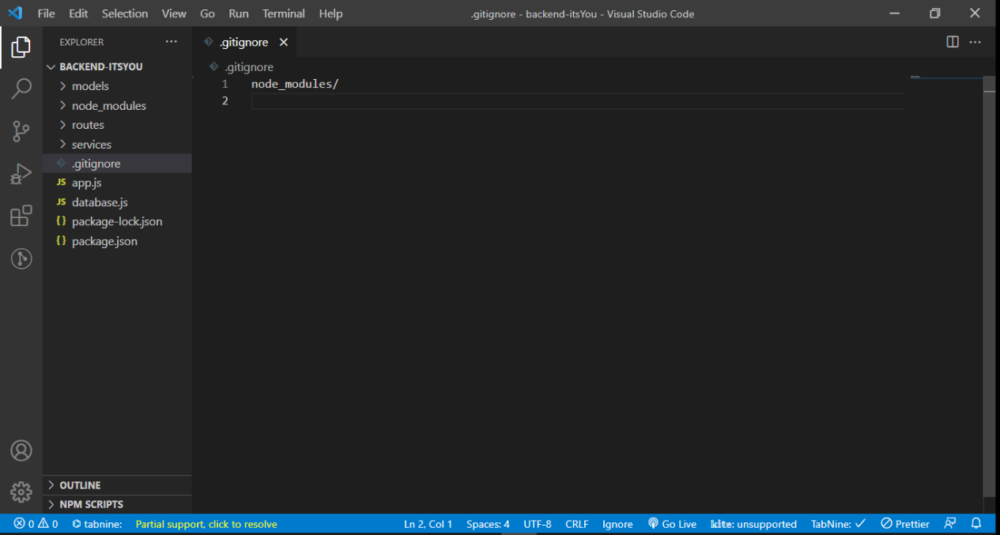 File Edit Selection View Go Run Terminal Help .gitignore - backend-itsYou - Visual Studio Code
EXPLORER
BACKEND-ITSYOU
models
node_modules
routes
services
.gitignore
JS app.js
JS database.js
{} package-lock.json
{} package.json
OUTLINE
NPM SCRIPTS
.gitignore
.gitignore
1 node_modules/
2
0 0 tabnine: Partial support, click to resolve Ln 2, Col 1 Spaces: 4 UTF-8 CRLF Ignore Go Live kite: unsupported TabNine: ✓ Prettier